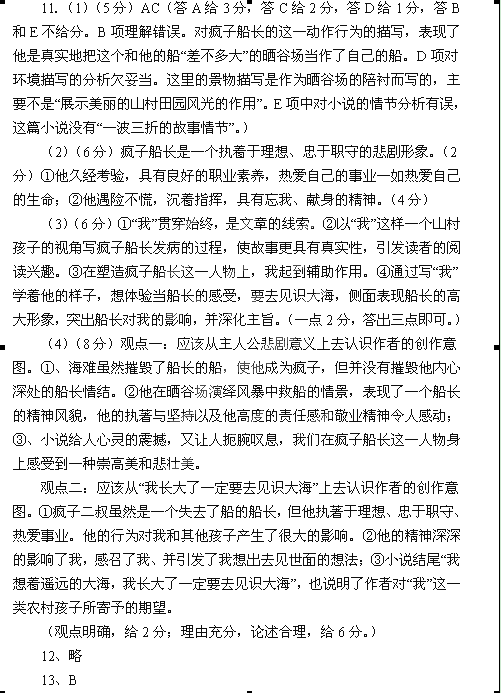 11.（1）（5分）AC（答A给3分，答C给2分，答D给1分，答B
和E不给分。B项理解错误。对疯子船长的这一动作行为的描写，表现了
他是真实地把这个和他的船“差不多大”的晒谷场当作了自己的船。D项对
环境描写的分析欠妥当。这里的景物描写是作为晒谷场的陪衬而写的，主
要不是“展示美丽的山村田园风光的作用”。E项中对小说的情节分析有误，
这篇小说没有“一波三折的故事情节”。）
（2）（6分）疯子船长是一个执着于理想、忠于职守的悲剧形象。（2
分）①他久经考验，具有良好的职业素养，热爱自己的事业一如热爱自己
的生命；②他遇险不慌，沉着指挥，具有忘我、献身的精神。（4分）
（3）（6分）①“我”贯穿始终，是文章的线索。②以“我”这样一个山村
孩子的视角写疯子船长发病的过程，使故事更具有真实性，引发读者的阅
读兴趣。③在塑造疯子船长这一人物上，我起到辅助作用。④通过写“我”
学着他的样子，想体验当船长的感受，要去见识大海，侧面表现船长的高
大形象，突出船长对我的影响，并深化主旨。（一点2分，答出三点即可。）
（4）（8分）观点一：应该从主人公悲剧意义上去认识作者的创作意
图。①、海难虽然摧毁了船长的船，使他成为疯子，但并没有摧毁他内心
深处的船长情结。②他在晒谷场演绎风暴中救船的情景，表现了一个船长
的精神风貌，他的执著与坚持以及他高度的责任感和敬业精神令人感动；
③、小说给人心灵的震撼，又让人扼腕叹息，我们在疯子船长这一人物身
上感受到一种崇高美和悲壮美。
观点二：应该从“我长大了一定要去见识大海”上去认识作者的创作意
图。①疯子二权虽然是一个失去了船的船长，但他执著于理想、忠于职守、
热爱事业。他的行为对我和其他孩子产生了很大的影响。②他的精神深深
的影响了我，感召了我、并引发了我想出去见世面的想法；③小说结尾“我
想着遥远的大海，我长大了一定要去见识大海”，也说明了作者对“我”这一
类农村孩子所寄予的期望。
（观点明确，给2分；理由充分，论述合理，给6分。）
12、略
13、B